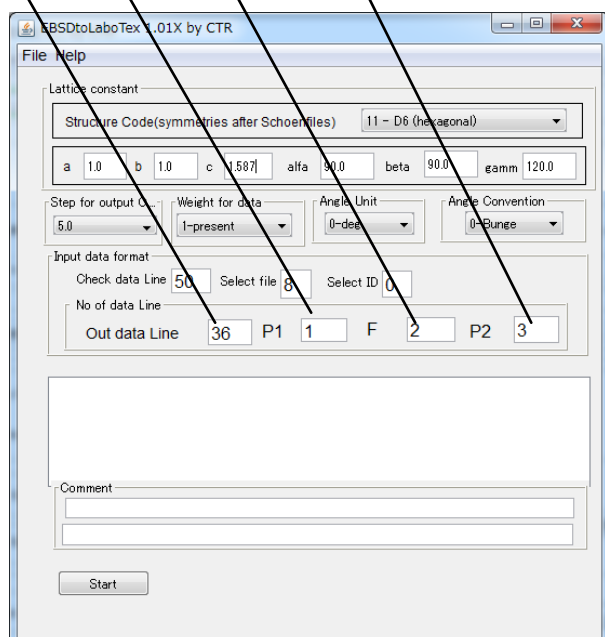 EBSDtoLaboTex 1.01X by CTR
File Help
Lattice constant
Structure Code(symmetries after Schoenfiles) 11 - D6 (hexagonal)
a 1.0 b 1.0 c 1.587 alfa 90.0 beta 90.0 gamm 120.0
Step for output O... Weight for data Angle Unit Angle Convention
5.0 1-present 0-deg 0-Bunge
Input data format
Check data Line 50 Select file 8 Select ID 0
No of data Line
Out data Line 36 P1 1 F 2 P2 3
Comment
Start